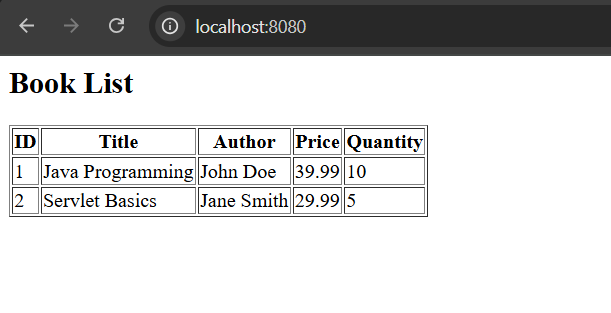 localhost:8080
Book List
ID Title Author Price Quantity
1 Java Programming John Doe 39.99 10
2 Servlet Basics Jane Smith 29.99 5